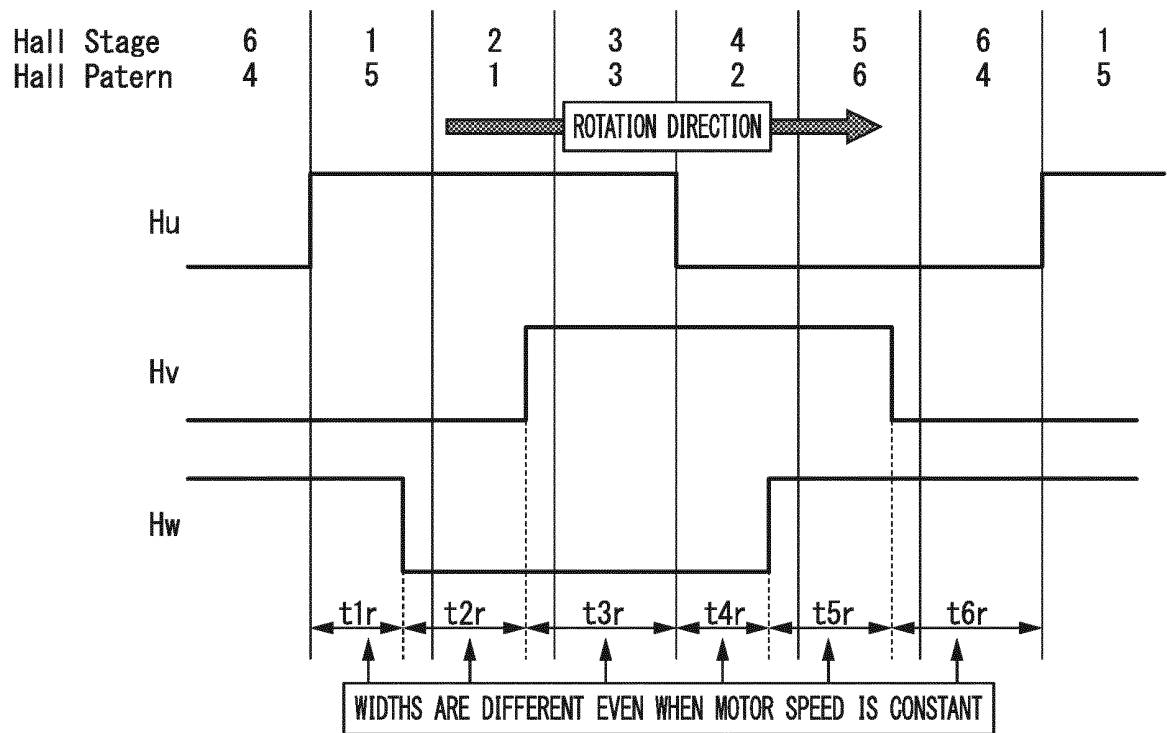 Hall Stage 6 1 2 3 4 5 6 1
Hall Patern 4 5 1 3 2 6 4 5
ROTATION DIRECTION
Hu
Hv
Hw
t1r t2r t3r t4r t5r t6r
WIDTHS ARE DIFFERENT EVEN WHEN MOTOR SPEED IS CONSTANT